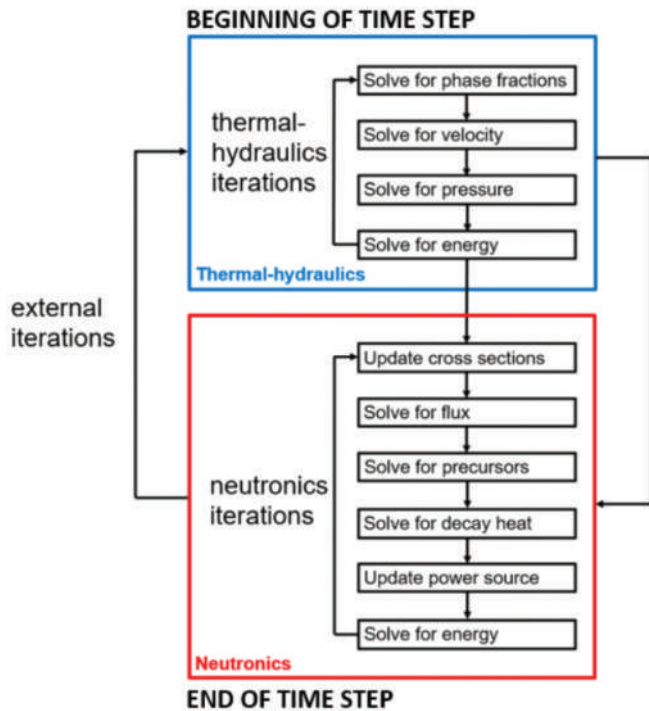 BEGINNING OF TIME STEP
Solve for phase fractions
thermal-
hydraulics
iterations
Solve for velocity
Solve for pressure
Solve for energy
Thermal-hydraulics
external
iterations
Update cross sections
Solve for flux
Solve for precursors
neutronics
iterations
Solve for decay heat
Update power source
Solve for energy
Neutronics
END OF TIME STEP